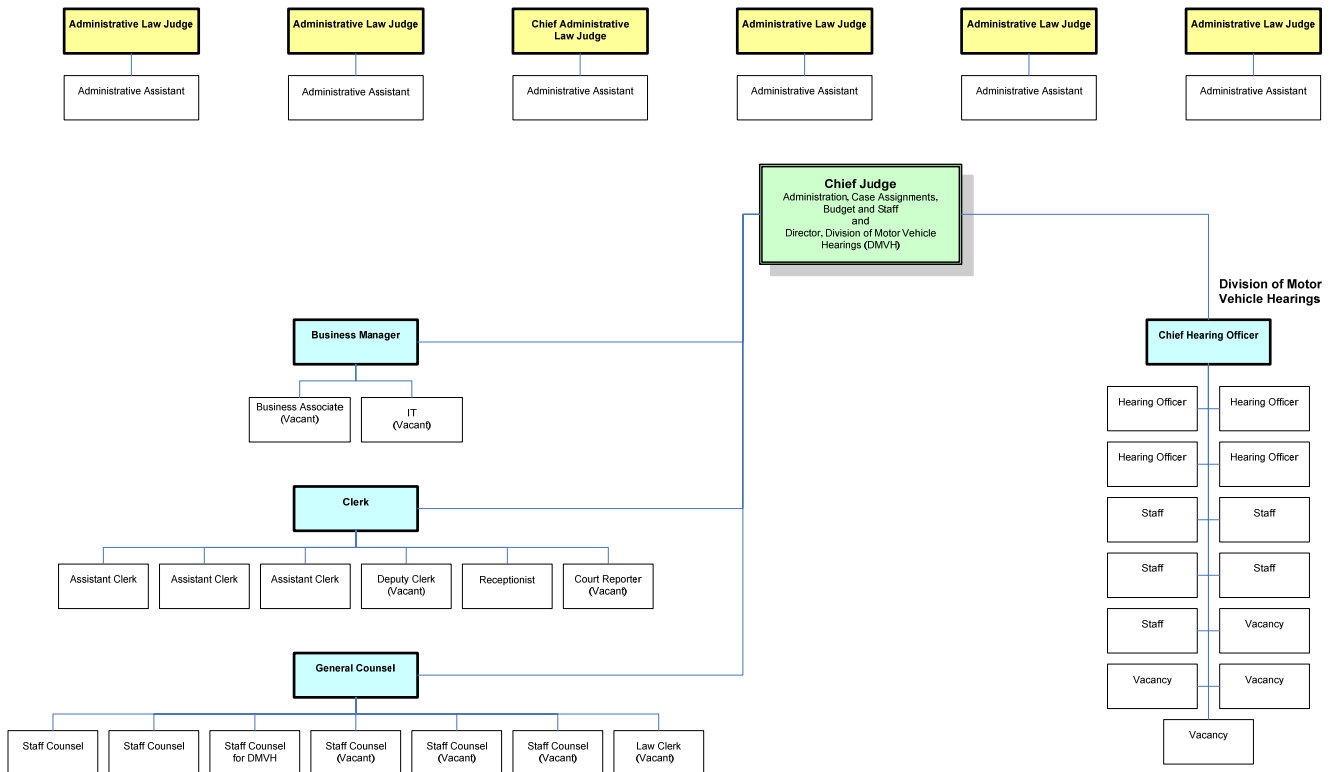 Administrative Law Judge
Administrative Law Judge
Chief Administrative
Law Judge
Administrative Law Judge
Administrative Law Judge
Administrative Law Judge
Administrative Assistant
Administrative Assistant
Administrative Assistant
Administrative Assistant
Administrative Assistant
Administrative Assistant
Chief Judge
Administration, Case Assignments,
Budget and Staff
and
Director, Division of Motor Vehicle
Hearings (DMVH)
Division of Motor
Vehicle Hearings
Business Manager
Business Associate
(Vacant)
IT
(Vacant)
Clerk
Assistant Clerk
Assistant Clerk
Assistant Clerk
Deputy Clerk
(Vacant)
Receptionist
Court Reporter
(Vacant)
General Counsel
Staff Counsel
Staff Counsel
Staff Counsel
for DMVH
Staff Counsel
(Vacant)
Staff Counsel
(Vacant)
Staff Counsel
(Vacant)
Law Clerk
(Vacant)
Chief Hearing Officer
Hearing Officer
Hearing Officer
Hearing Officer
Hearing Officer
Staff
Staff
Staff
Staff
Staff
Vacancy
Vacancy
Vacancy
Vacancy